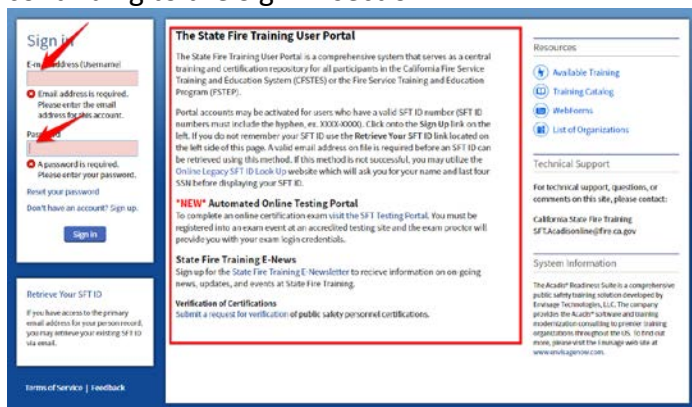 Sign in
E-mail address (Username)
Email address is required.
Please enter the email
address for this account.
Password
A password is required.
Please enter your password.
Reset your password
Don't have an account? Sign up.
Sign in
Retrieve Your SFT ID
If you have access to the primary
email address for your person record,
you may retrieve your existing SFT ID
via email.
Terms of Service | Feedback
The State Fire Training User Portal
The State Fire Training User Portal is a comprehensive system that serves as a central
training and certification repository for all participants in the California Fire Service
Training and Education System (CFSTES) or the Fire Service Training and Education
Program (FSTEP).
Portal accounts may be activated for users who have a valid SFT ID number (SFT ID
numbers must include the hyphen, ex. XXXX-XXXX). Click onto the Sign Up link on the
left. If you do not remember your SFT ID use the Retrieve Your SFT ID link located on
the left side of this page. A valid email address on file is required before an SFT ID can
be retrieved using this method. If this method is not successful, you may utilize the
Online Legacy SFT ID Look Up website which will ask you for your name and last four
SSN before displaying your SFT ID.
*NEW* Automated Online Testing Portal
To complete an online certification exam visit the SFT Testing Portal. You must be
registered into an exam event at an accredited testing site and the exam proctor will
provide you with your exam login credentials.
State Fire Training E-News
Sign up for the State Fire Training E-Newsletter to recieve information on on-going
news, updates, and events at State Fire Training.
Verification of Certifications
Submit a request for verification of public safety personnel certifications.
Resources
Available Training
Training Catalog
WebForms
List of Organizations
Technical Support
For technical support, questions, or
comments on this site, please contact:
California State Fire Training
SFT.Acadisonline@fire.ca.gov
System Information
The Acadis® Readiness Suite is a comprehensive
public safety training solution developed by
Envisage Technologies, LLC. The company
provides the Acadis® software and training
modernization consulting to premier training
organizations throughout the US. To find out
more, please visit the Envisage web site at
www.envisagenow.com.